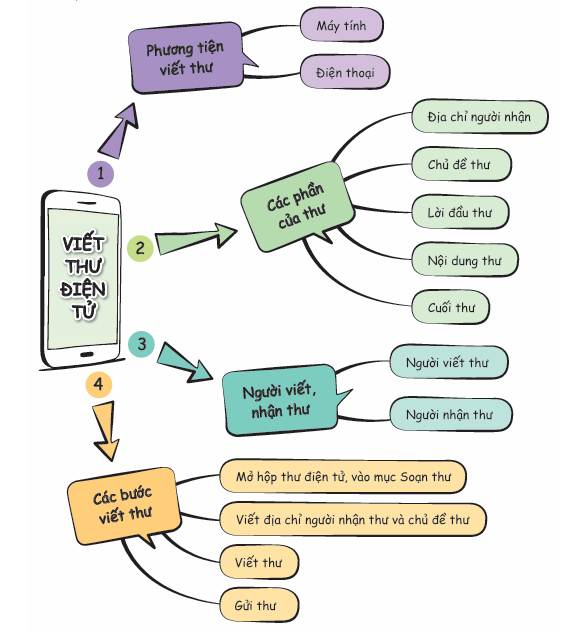 VIẾT
THƯ
ĐIỆN
TỬ
1
Phương tiện
viết thư
Máy tính
Điện thoại
2
Các phần
của thư
Địa chỉ người nhận
Chủ đề thư
Lời đầu thư
Nội dung thư
Cuối thư
3
Người viết,
nhận thư
Người viết thư
Người nhận thư
4
Các bước
viết thư
Mở hộp thư điện tử, vào mục Soạn thư
Viết địa chỉ người nhận thư và chủ đề thư
Viết thư
Gửi thư